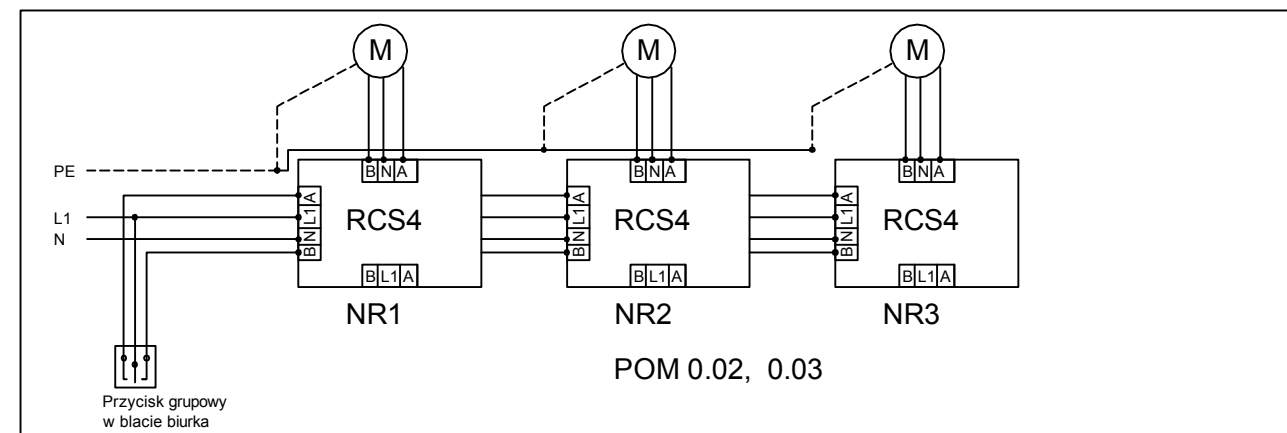 M M M
PE
B N A B N A B N A
A A A
L1 RCS4 L1 RCS4 L1 RCS4
L1
N N N
N
B B B
B L1 A B L1 A B L1 A
NR1 NR2 NR3
POM 0.02, 0.03
Przycisk grupowy
w blacie biurka